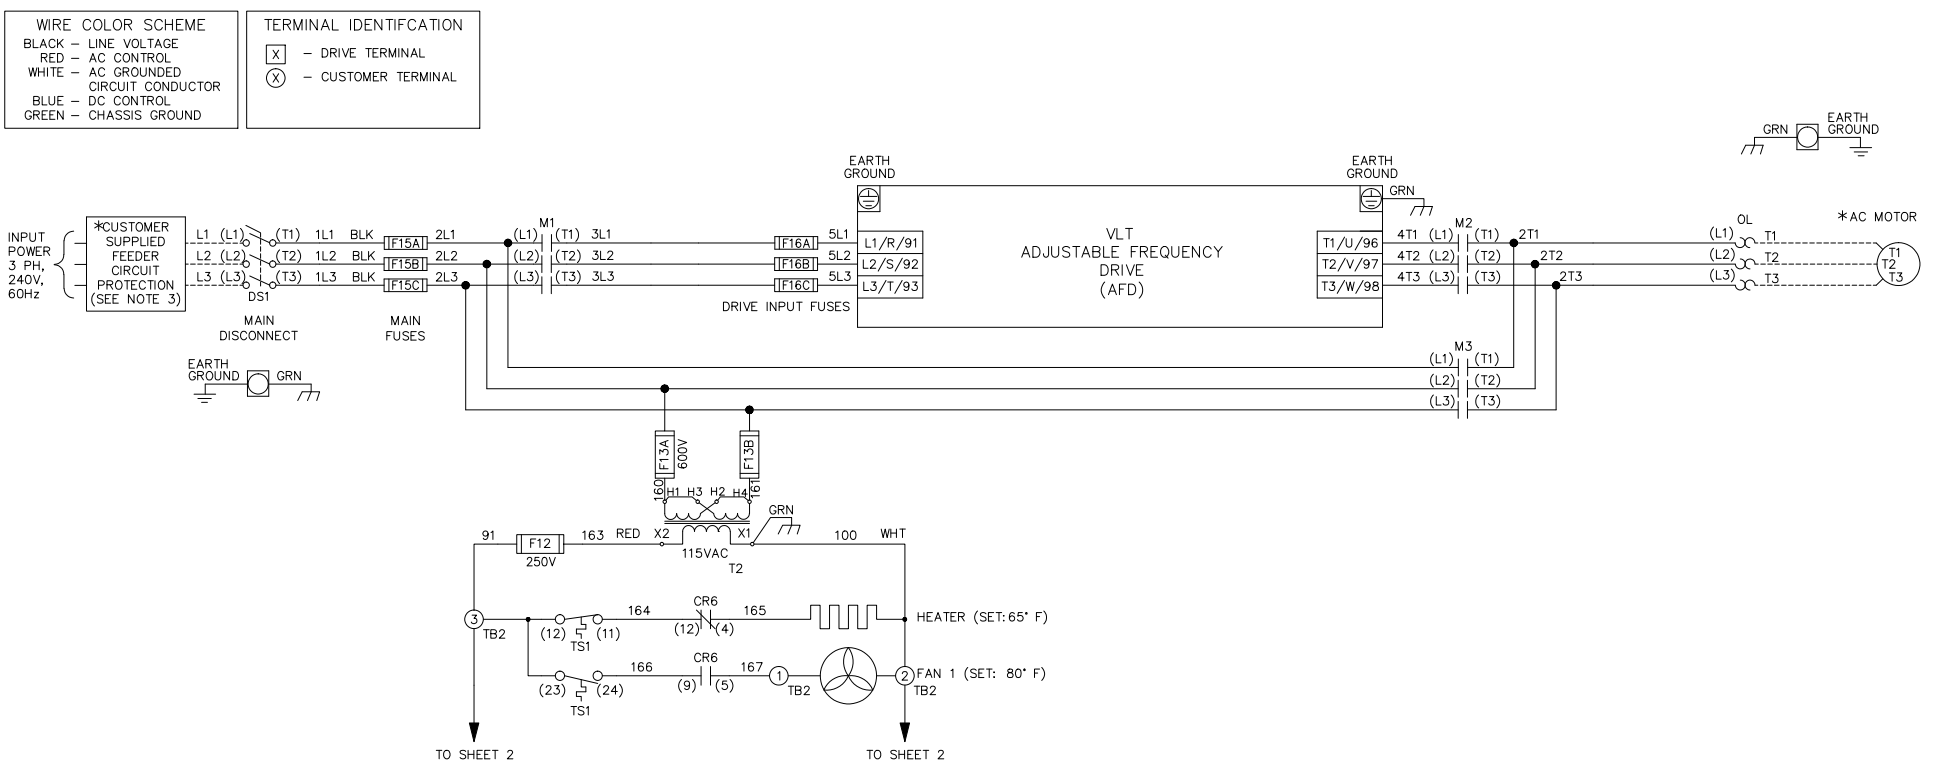 WIRE COLOR SCHEME
BLACK – LINE VOLTAGE
RED – AC CONTROL
WHITE – AC GROUNDED
CIRCUIT CONDUCTOR
BLUE – DC CONTROL
GREEN – CHASSIS GROUND
TERMINAL IDENTIFCATION
X – DRIVE TERMINAL
X – CUSTOMER TERMINAL
GRN
EARTH
GROUND
EARTH
GROUND
EARTH
GROUND
GRN
INPUT
POWER
3 PH,
240V,
60Hz
*CUSTOMER
SUPPLIED
FEEDER
CIRCUIT
PROTECTION
(SEE NOTE 3)
L1 (L1) (T1) 1L1 BLK F15A 2L1 (L1) M1 (T1) 3L1 F16A 5L1 L1/R/91
L2 (L2) (T2) 1L2 BLK F15B 2L2 (L2) (T2) 3L2 F16B 5L2 L2/S/92
L3 (L3) (T3) 1L3 BLK F15C 2L3 (L3) (T3) 3L3 F16C 5L3 L3/T/93
DS1
MAIN
DISCONNECT
MAIN
FUSES
DRIVE INPUT FUSES
VLT
ADJUSTABLE FREQUENCY
DRIVE
(AFD)
T1/U/96 4T1 (L1) M2 (T1) 2T1 (L1) OL T1
T2/V/97 4T2 (L2) (T2) 2T2 (L2) T2
T3/W/98 4T3 (L3) (T3) 2T3 (L3) T3
*AC MOTOR
T1
T2
T3
M3
(L1) (T1)
(L2) (T2)
(L3) (T3)
EARTH
GROUND
GRN
F13A
600V
F13B
160
161
H1 H3 H2 H4
GRN
91 F12 163 RED X2 X1 100 WHT
250V
115VAC
T2
3
TB2
(12) (11)
TS1
164
CR6
(12) (4)
165
HEATER (SET:65° F)
(23) (24)
TS1
166
CR6
(9) (5)
167
1
TB2
2
TB2
FAN 1 (SET: 80° F)
TO SHEET 2
TO SHEET 2